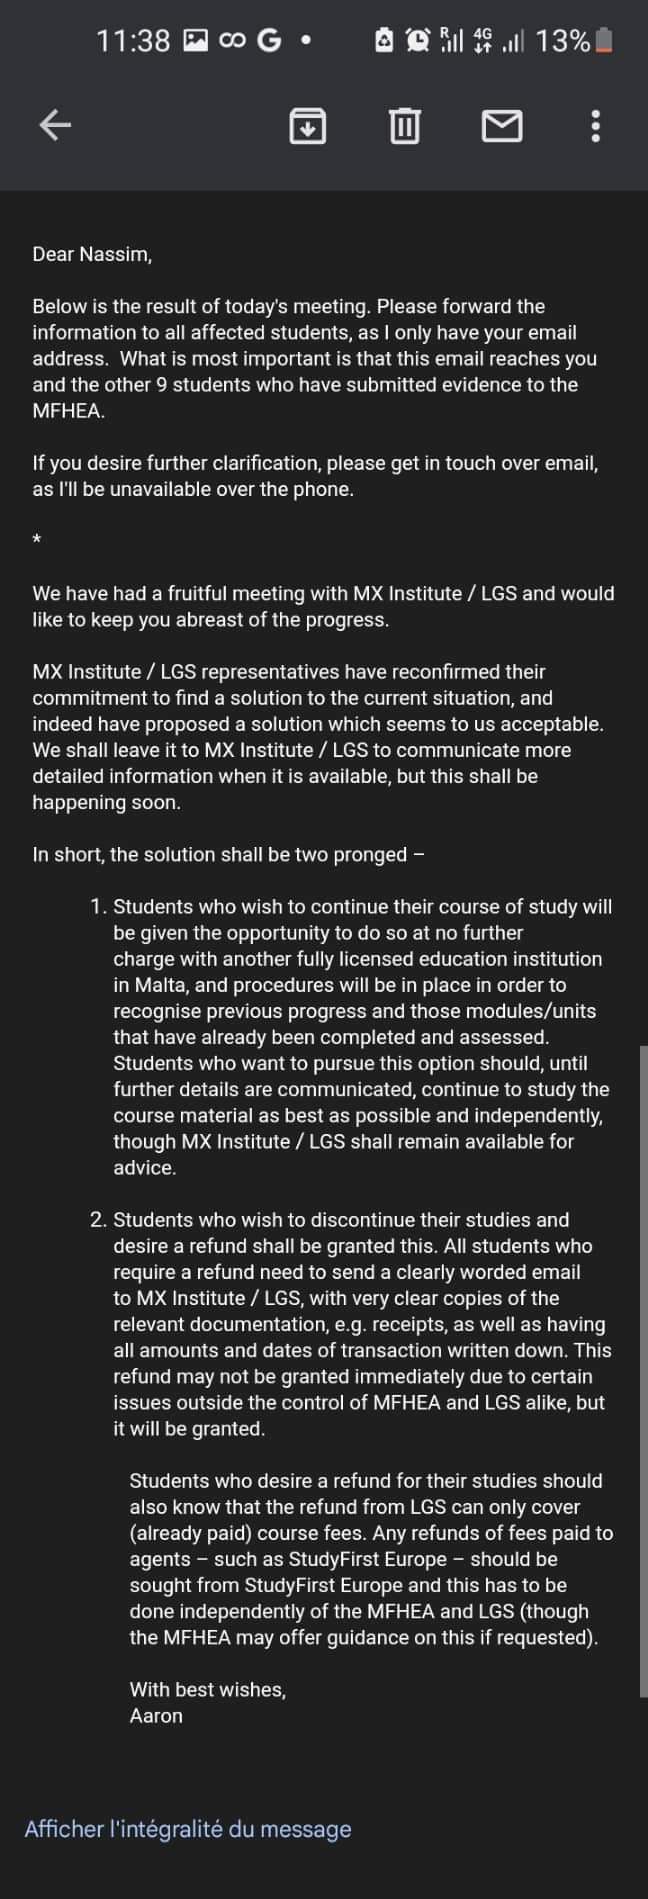 11:38 G • R 4G 13%
Dear Nassim,
Below is the result of today's meeting. Please forward the
information to all affected students, as I only have your email
address.  What is most important is that this email reaches you
and the other 9 students who have submitted evidence to the
MFHEA.
If you desire further clarification, please get in touch over email,
as I'll be unavailable over the phone.
*
We have had a fruitful meeting with MX Institute / LGS and would
like to keep you abreast of the progress.
MX Institute / LGS representatives have reconfirmed their
commitment to find a solution to the current situation, and
indeed have proposed a solution which seems to us acceptable.
We shall leave it to MX Institute / LGS to communicate more
detailed information when it is available, but this shall be
happening soon.
In short, the solution shall be two pronged –
1. Students who wish to continue their course of study will
be given the opportunity to do so at no further
charge with another fully licensed education institution
in Malta, and procedures will be in place in order to
recognise previous progress and those modules/units
that have already been completed and assessed.
Students who want to pursue this option should, until
further details are communicated, continue to study the
course material as best as possible and independently,
though MX Institute / LGS shall remain available for
advice.
2. Students who wish to discontinue their studies and
desire a refund shall be granted this. All students who
require a refund need to send a clearly worded email
to MX Institute / LGS, with very clear copies of the
relevant documentation, e.g. receipts, as well as having
all amounts and dates of transaction written down. This
refund may not be granted immediately due to certain
issues outside the control of MFHEA and LGS alike, but
it will be granted.
Students who desire a refund for their studies should
also know that the refund from LGS can only cover
(already paid) course fees. Any refunds of fees paid to
agents – such as StudyFirst Europe – should be
sought from StudyFirst Europe and this has to be
done independently of the MFHEA and LGS (though
the MFHEA may offer guidance on this if requested).
With best wishes,
Aaron
Afficher l'intégralité du message